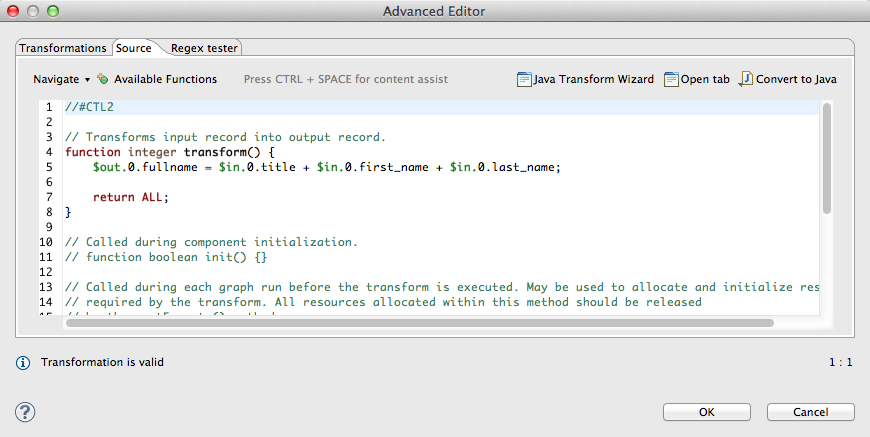 Advanced Editor
Transformations Source Regex tester
Navigate Available Functions Press CTRL + SPACE for content assist Java Transform Wizard Open tab J Convert to Java
1 //#CTL2
2
3 // Transforms input record into output record.
4 function integer transform() {
5 $out.0.fullname = $in.0.title + $in.0.first_name + $in.0.last_name;
6
7 return ALL;
8 }
9
10 // Called during component initialization.
11 // function boolean init() {}
12
13 // Called during each graph run before the transform is executed. May be used to allocate and initialize res
14 // required by the transform. All resources allocated within this method should be released
i Transformation is valid 1 : 1
? OK Cancel